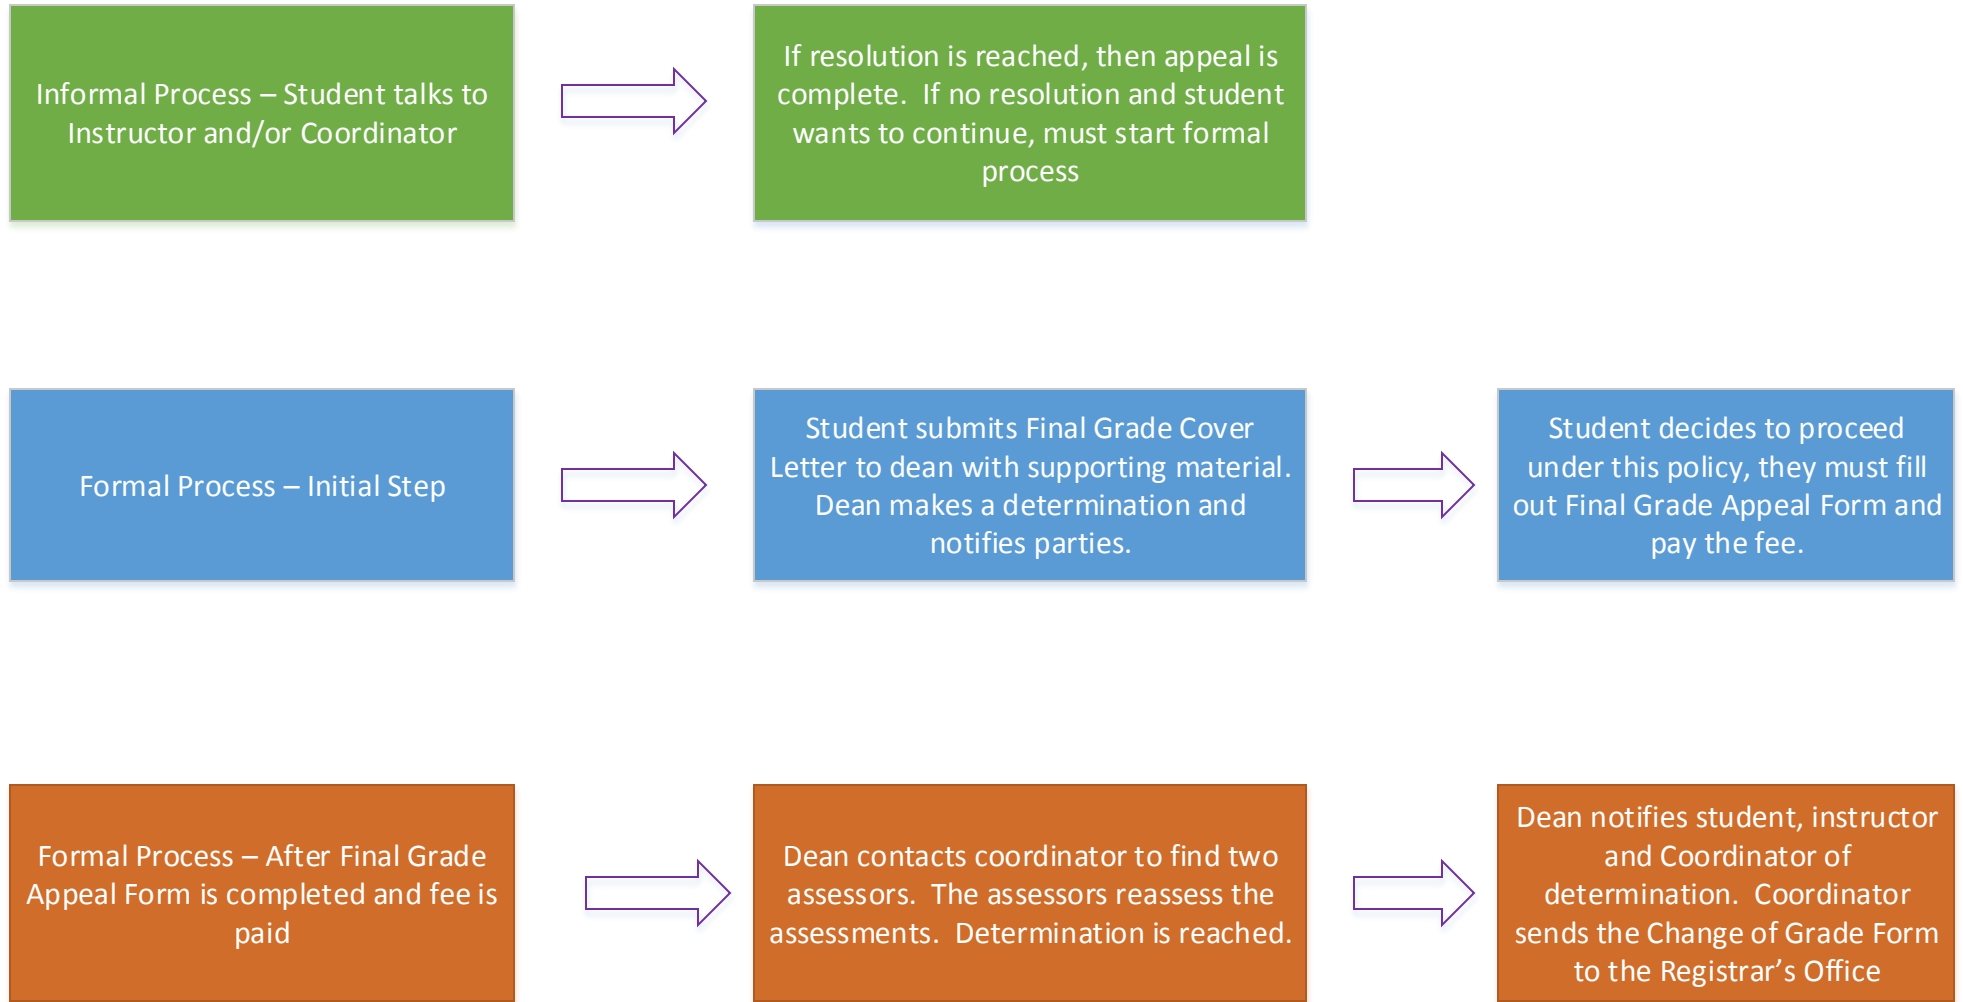 Informal Process – Student talks to
Instructor and/or Coordinator
If resolution is reached, then appeal is
complete.  If no resolution and student
wants to continue, must start formal
process
Formal Process – Initial Step
Student submits Final Grade Cover
Letter to dean with supporting material.
Dean makes a determination and
notifies parties.
Student decides to proceed
under this policy, they must fill
out Final Grade Appeal Form and
pay the fee.
Formal Process – After Final Grade
Appeal Form is completed and fee is
paid
Dean contacts coordinator to find two
assessors.  The assessors reassess the
assessments.  Determination is reached.
Dean notifies student, instructor
and Coordinator of
determination.  Coordinator
sends the Change of Grade Form
to the Registrar’s Office